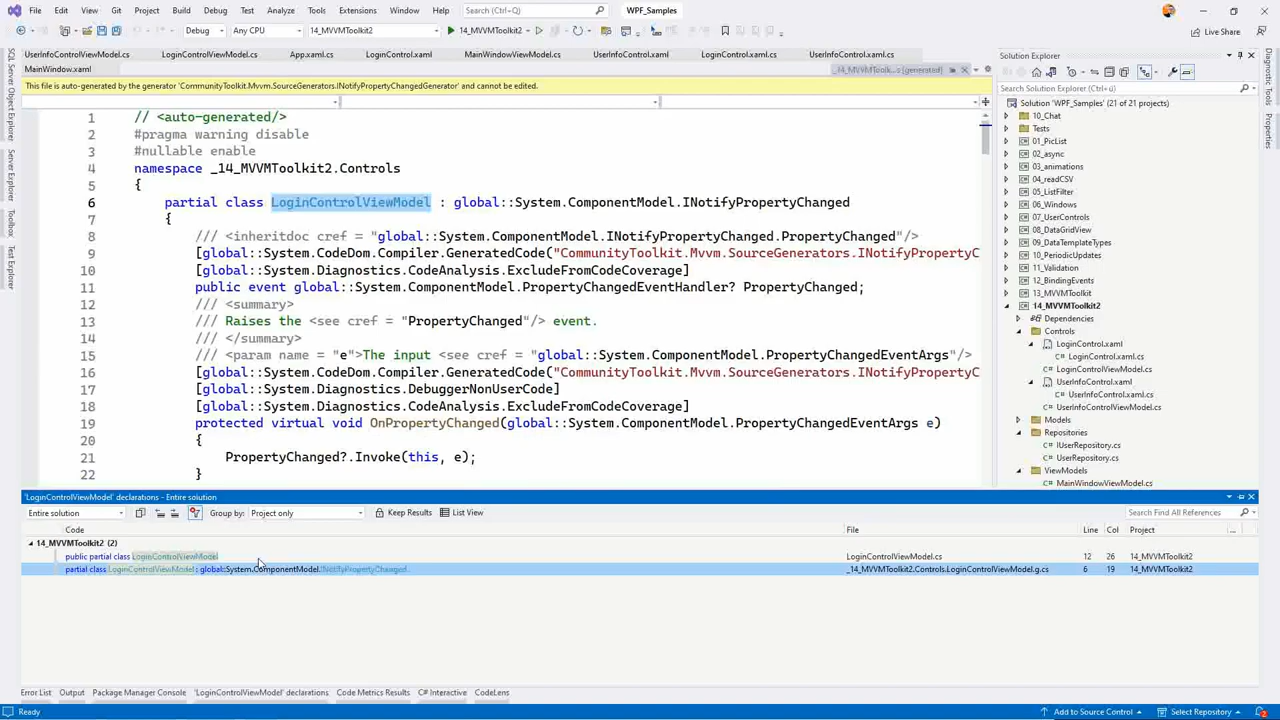 File Edit View Git Project Build Debug Test Analyze Tools Extensions Window Help Search (Ctrl+Q) WPF_Samples
Debug Any CPU 14_MVVMToolkit2 14_MVVMToolkit2 Live Share
UserInfoControlViewModel.cs LoginControlViewModel.cs App.xaml.cs LoginControl.xaml MainWindowViewModel.cs UserInfoControl.xaml LoginControl.xaml.cs UserInfoControl.xaml.cs
MainWindow.xaml _14_MVVMToolk...s [generated]
This file is auto-generated by the generator 'CommunityToolkit.Mvvm.SourceGenerators.INotifyPropertyChangedGenerator' and cannot be edited.
1 // <auto-generated/>
2 #pragma warning disable
3 #nullable enable
4 namespace _14_MVVMToolkit2.Controls
5 {
6 partial class LoginControlViewModel : global::System.ComponentModel.INotifyPropertyChanged
7 {
8 /// <inheritdoc cref = "global::System.ComponentModel.INotifyPropertyChanged.PropertyChanged"/>
9 [global::System.CodeDom.Compiler.GeneratedCode("CommunityToolkit.Mvvm.SourceGenerators.INotifyPropertyC
10 [global::System.Diagnostics.CodeAnalysis.ExcludeFromCodeCoverage]
11 public event global::System.ComponentModel.PropertyChangedEventHandler? PropertyChanged;
12 /// <summary>
13 /// Raises the <see cref = "PropertyChanged"/> event.
14 /// </summary>
15 /// <param name = "e">The input <see cref = "global::System.ComponentModel.PropertyChangedEventArgs"/>
16 [global::System.CodeDom.Compiler.GeneratedCode("CommunityToolkit.Mvvm.SourceGenerators.INotifyPropertyC
17 [global::System.Diagnostics.DebuggerNonUserCode]
18 [global::System.Diagnostics.CodeAnalysis.ExcludeFromCodeCoverage]
19 protected virtual void OnPropertyChanged(global::System.ComponentModel.PropertyChangedEventArgs e)
20 {
21 PropertyChanged?.Invoke(this, e);
22 }
'LoginControlViewModel' declarations - Entire solution
Entire solution Group by: Project only Keep Results List View Search Find All References
Code File Line Col Project ...
14_MVVMToolkit2 (2)
public partial class LoginControlViewModel LoginControlViewModel.cs 12 26 14_MVVMToolkit2
partial class LoginControlViewModel : global::System.ComponentModel.INotifyPropertyChanged _14_MVVMToolkit2.Controls.LoginControlViewModel.g.cs 6 19 14_MVVMToolkit2
Error List Output Package Manager Console 'LoginControlViewModel' declarations Code Metrics Results C# Interactive CodeLens
Ready Add to Source Control Select Repository 2
SQL Server Object Explorer
Server Explorer
Toolbox
Test Explorer
Solution Explorer
Search Solution Explorer (Ctrl+ü)
Solution 'WPF_Samples' (21 of 21 projects)
10_Chat
Tests
01_PicList
02_async
03_animations
04_readCSV
05_ListFilter
06_Windows
07_UserControls
08_DataGridView
09_DataTemplateTypes
10_PeriodicUpdates
11_Validation
12_BindingEvents
13_MVVMToolkit
14_MVVMToolkit2
Dependencies
Controls
LoginControl.xaml
LoginControl.xaml.cs
LoginControlViewModel.cs
UserInfoControl.xaml
UserInfoControl.xaml.cs
UserInfoControlViewModel.cs
Models
Repositories
IUserRepository.cs
UserRepository.cs
ViewModels
MainWindowViewModel.cs
Diagnostic Tools
Properties